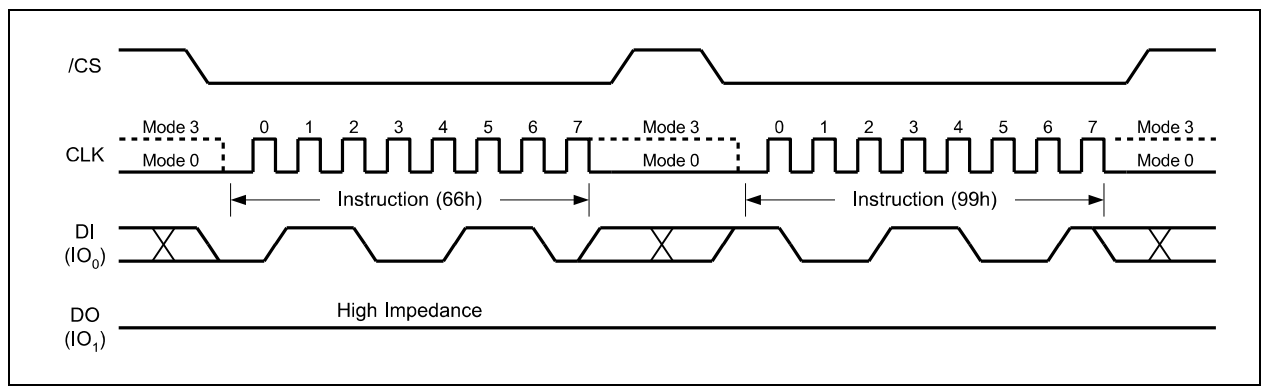 /CS
Mode 3 0 1 2 3 4 5 6 7 Mode 3 0 1 2 3 4 5 6 7 Mode 3
CLK Mode 0 Mode 0 Mode 0
Instruction (66h) Instruction (99h)
DI
(IO₀)
High Impedance
DO
(IO₁)